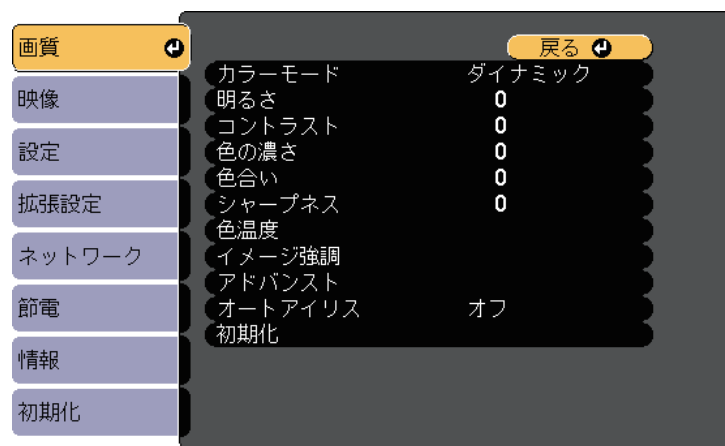 画質
映像
設定
拡張設定
ネットワーク
節電
情報
初期化
戻る
カラーモード ダイナミック
明るさ 0
コントラスト 0
色の濃さ 0
色合い 0
シャープネス 0
色温度
イメージ強調
アドバンスト
オートアイリス オフ
初期化